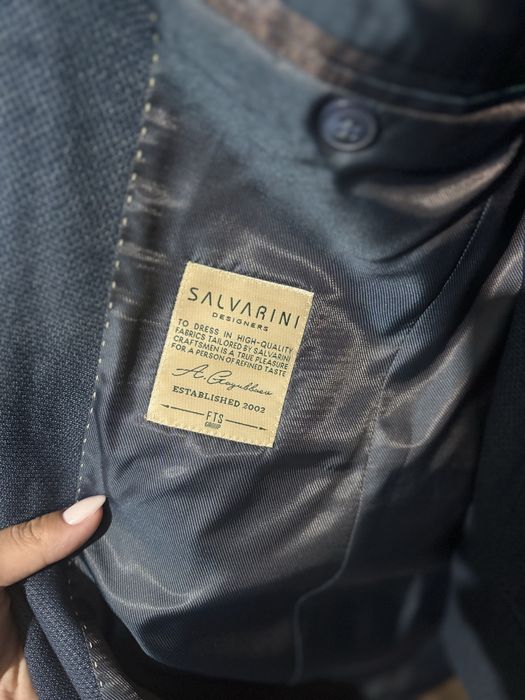 SALVARINI
DESIGNERS
TO DRESS IN HIGH-QUALITY
FABRICS TAILORED BY SALVARINI
CRAFTSMEN IS A TRUE PLEASURE
FOR A PERSON OF REFINED TASTE
ESTABLISHED 2002
FTS
GROUP